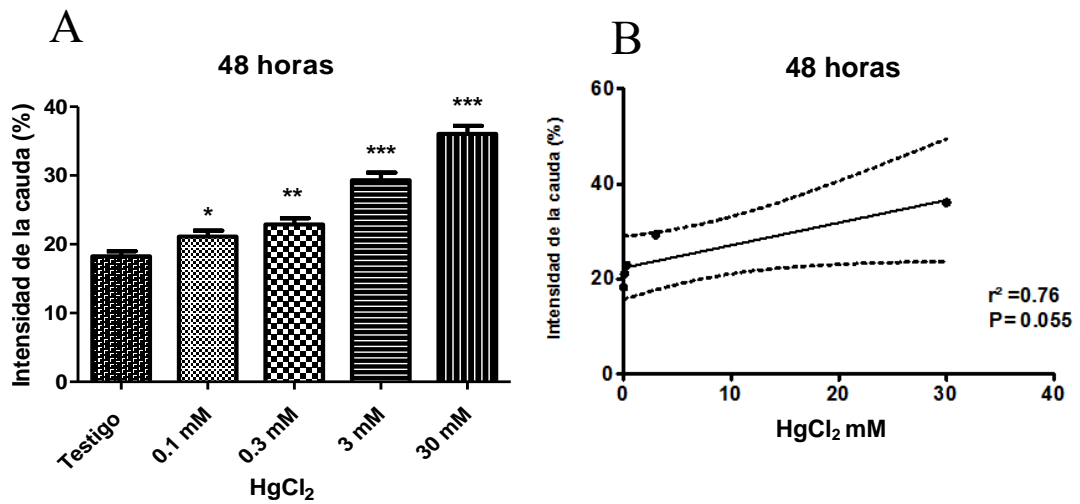 A
48 horas
Intensidad de la cauda (%)
40
30
20
10
0
*
**
***
***
Testigo
0.1 mM
0.3 mM
3 mM
30 mM
HgCl₂
B
48 horas
Intensidad de la cauda (%)
60
40
20
0
r² =0.76
P= 0.055
0
10
20
30
40
HgCl₂ mM